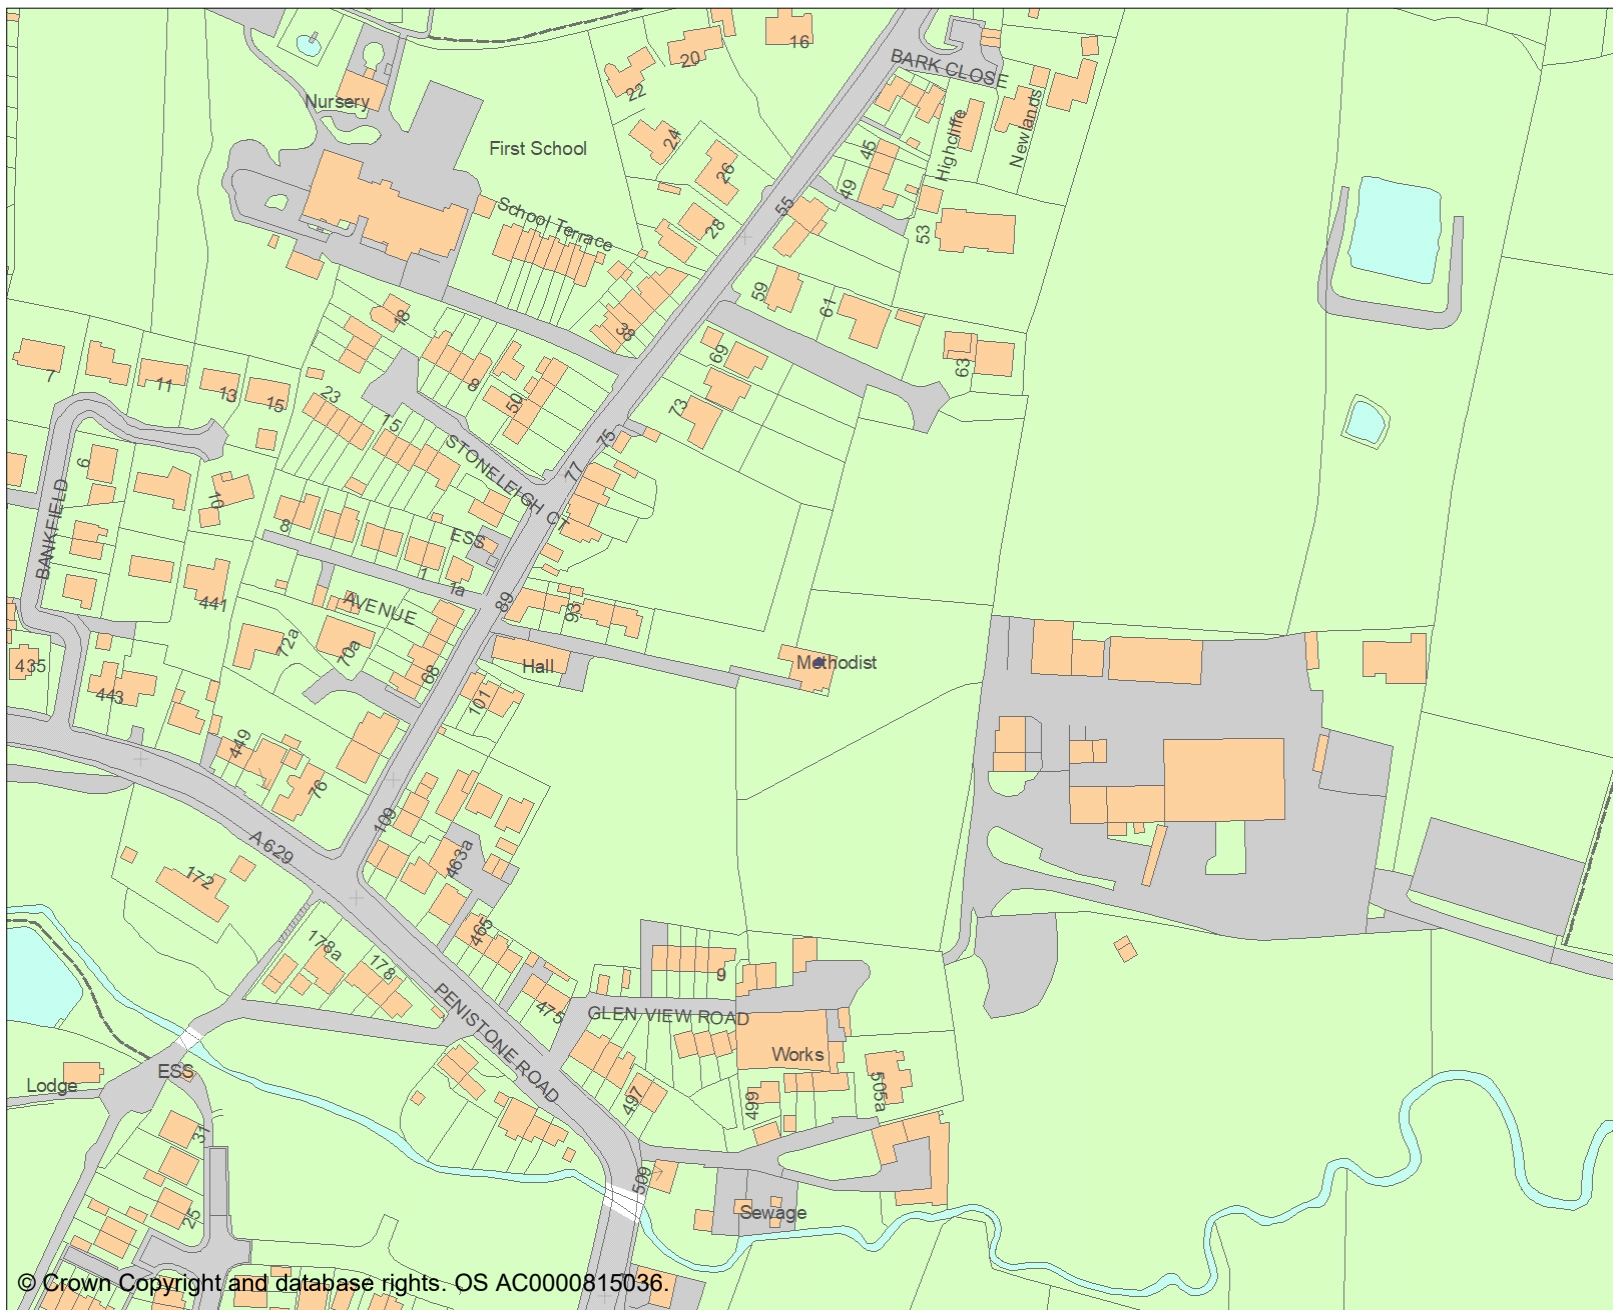 16
20
22
BARK CLOSE
Nursery
24
First School
Newlands
Highcliffe
45
26
49
School Terrace
55
28
53
59
61
18
38
69
63
7
11
13
15
8
23
50
73
15
STONELEIGH CT
75
77
6
10
BANKFIELD
8
ESS
1
1a
441
AVENUE
89
93
72a
70a
435
68
Hall
Methodist
443
101
449
76
109
A 629
172
463a
465
178a
178
9
475
GLEN VIEW ROAD
PENISTONE ROAD
Works
ESS
Lodge
497
499
505a
31
509
25
Sewage
© Crown Copyright and database rights. OS AC0000815036.